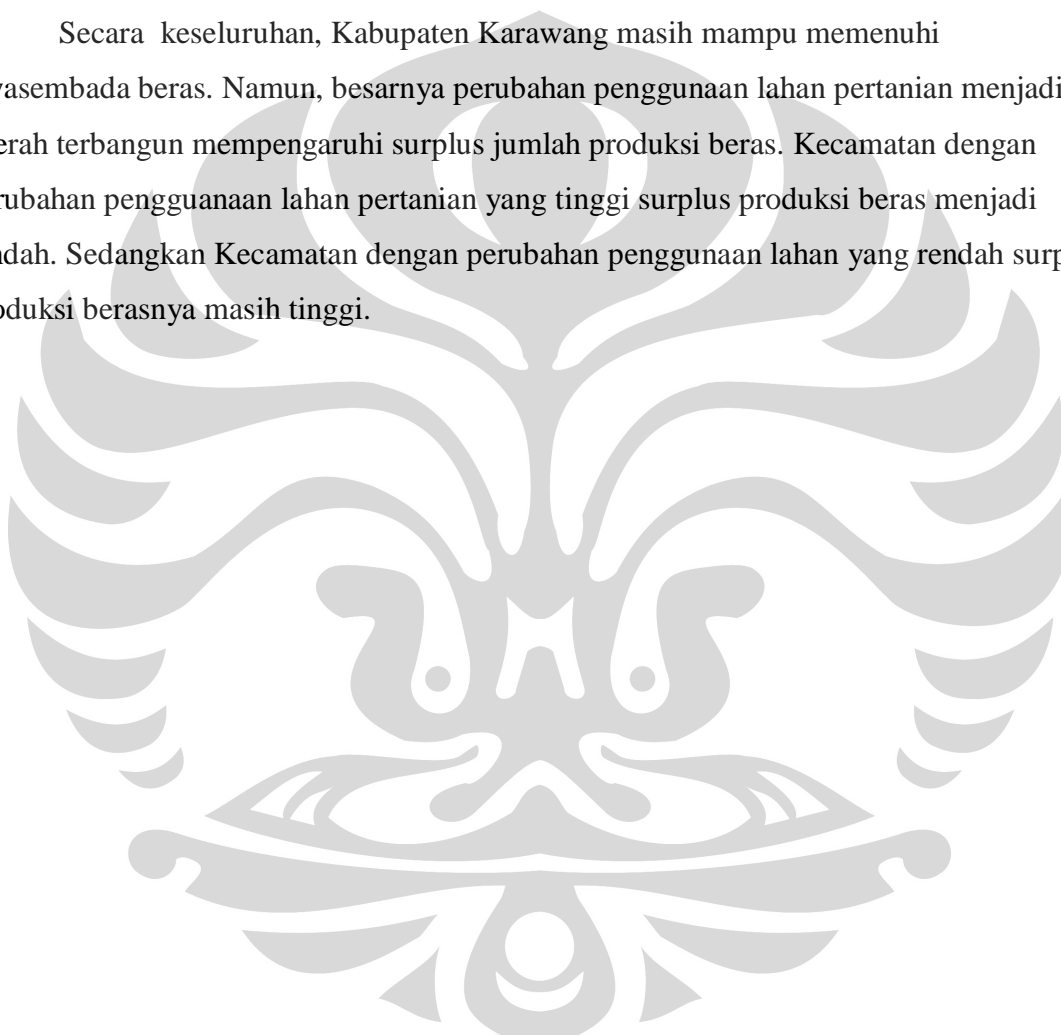 Secara keseluruhan, Kabupaten Karawang masih mampu memenuhi
vasembada beras. Namun, besarnya perubahan penggunaan lahan pertanian menjadi
erah terbangun mempengaruhi surplus jumlah produksi beras. Kecamatan dengan
rubahan pengguanaan lahan pertanian yang tinggi surplus produksi beras menjadi
ndah. Sedangkan Kecamatan dengan perubahan penggunaan lahan yang rendah surp
oduksi berasnya masih tinggi.